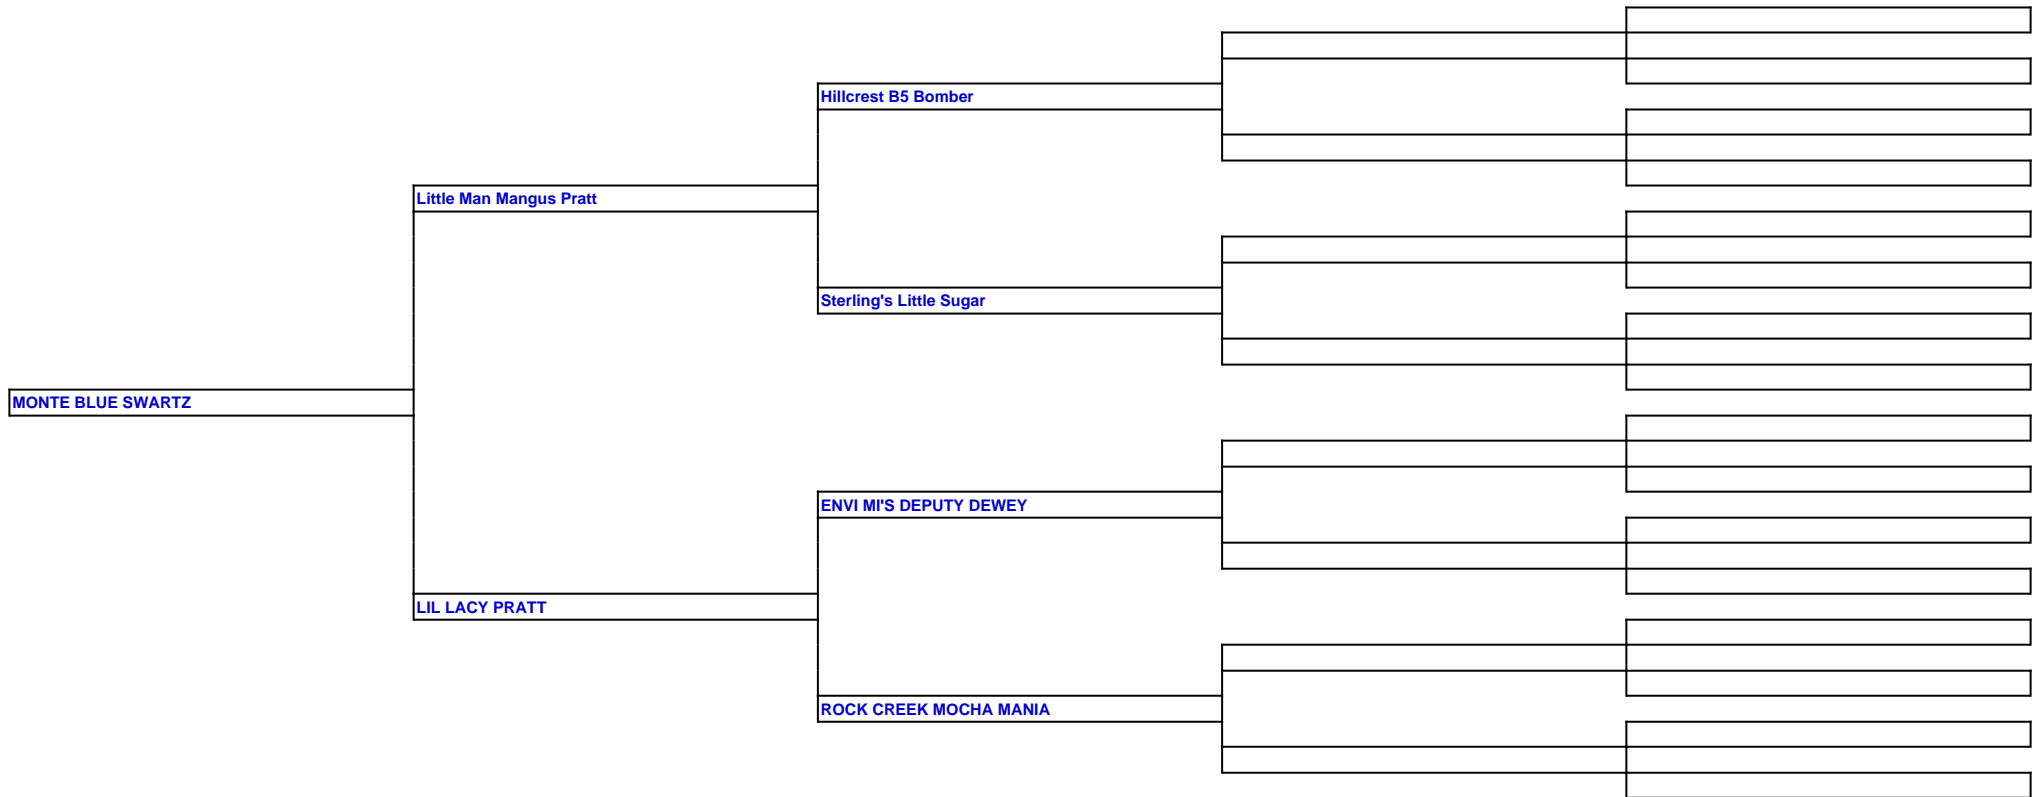 Hillcrest B5 Bomber
Little Man Mangus Pratt
Sterling's Little Sugar
MONTE BLUE SWARTZ
ENVI MI'S DEPUTY DEWEY
LIL LACY PRATT
ROCK CREEK MOCHA MANIA